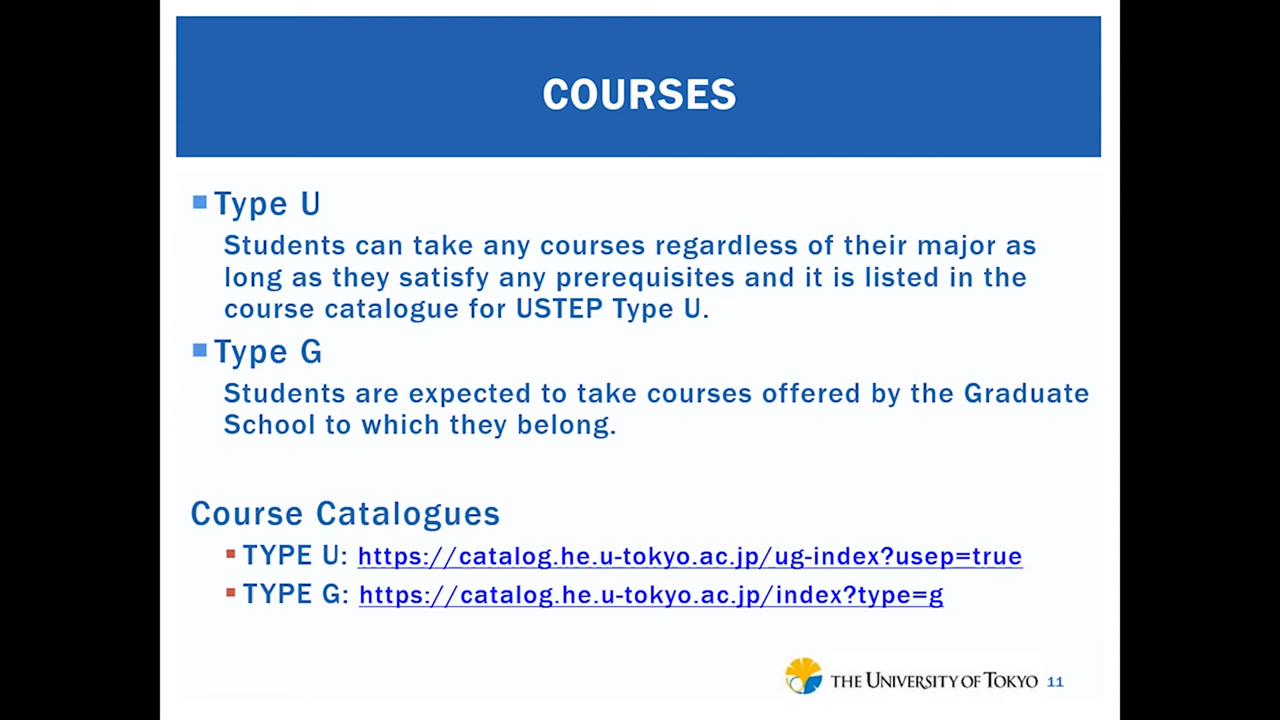 COURSES
Type U
Students can take any courses regardless of their major as
long as they satisfy any prerequisites and it is listed in the
course catalogue for USTEP Type U.
Type G
Students are expected to take courses offered by the Graduate
School to which they belong.
Course Catalogues
TYPE U: https://catalog.he.u-tokyo.ac.jp/ug-index?usep=true
TYPE G: https://catalog.he.u-tokyo.ac.jp/index?type=g
THE UNIVERSITY OF TOKYO 11